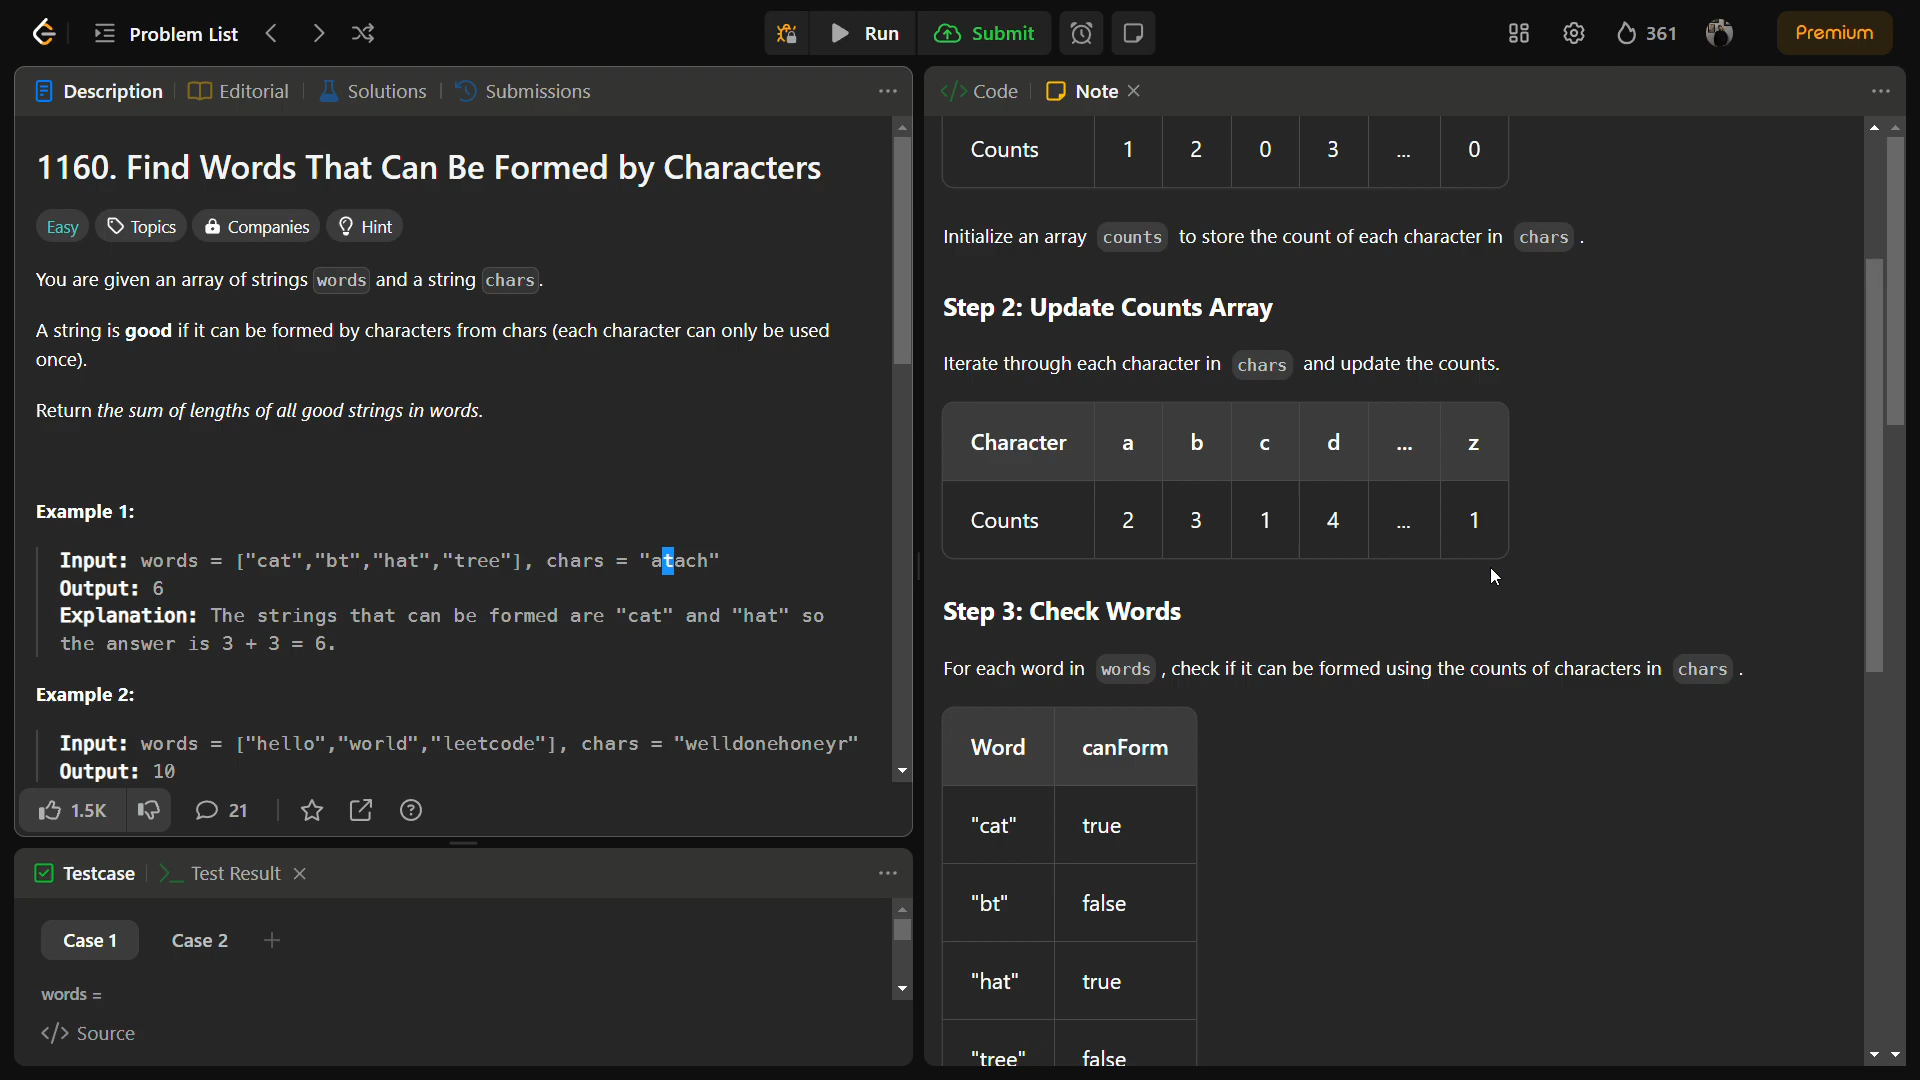 Problem List
Run
Submit
361
Premium
Description
Editorial
Solutions
Submissions
1160. Find Words That Can Be Formed by Characters
Easy
Topics
Companies
Hint
You are given an array of strings words and a string chars.
A string is good if it can be formed by characters from chars (each character can only be used
once).
Return the sum of lengths of all good strings in words.
Example 1:
Input: words = ["cat","bt","hat","tree"], chars = "atach"
Output: 6
Explanation: The strings that can be formed are "cat" and "hat" so
the answer is 3 + 3 = 6.
Example 2:
Input: words = ["hello","world","leetcode"], chars = "welldonehoneyr"
Output: 10
1.5K
21
Testcase
Test Result
Case 1
Case 2
words =
Source
Code
Note
Counts 1 2 0 3 ... 0
Initialize an array counts to store the count of each character in chars .
Step 2: Update Counts Array
Iterate through each character in chars and update the counts.
Character a b c d ... z
Counts 2 3 1 4 ... 1
Step 3: Check Words
For each word in words , check if it can be formed using the counts of characters in chars .
Word canForm
"cat" true
"bt" false
"hat" true
"tree" false